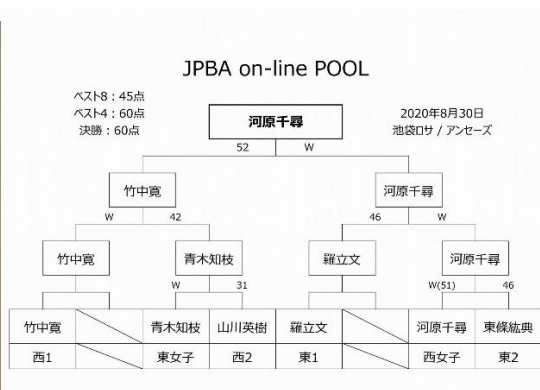 JPBA on-line POOL
ベスト8：45点
ベスト4：60点
決勝：60点
河原千尋
2020年8月30日
池袋ロサ / アンセーズ
52 W
竹中寛 河原千尋
W 42 46 W
竹中寛 青木知枝 羅立文 河原千尋
W 31 W(51) 46
竹中寛 青木知枝 山川英樹 羅立文 河原千尋 東條紘典
西1 東女子 西2 東1 西女子 東2